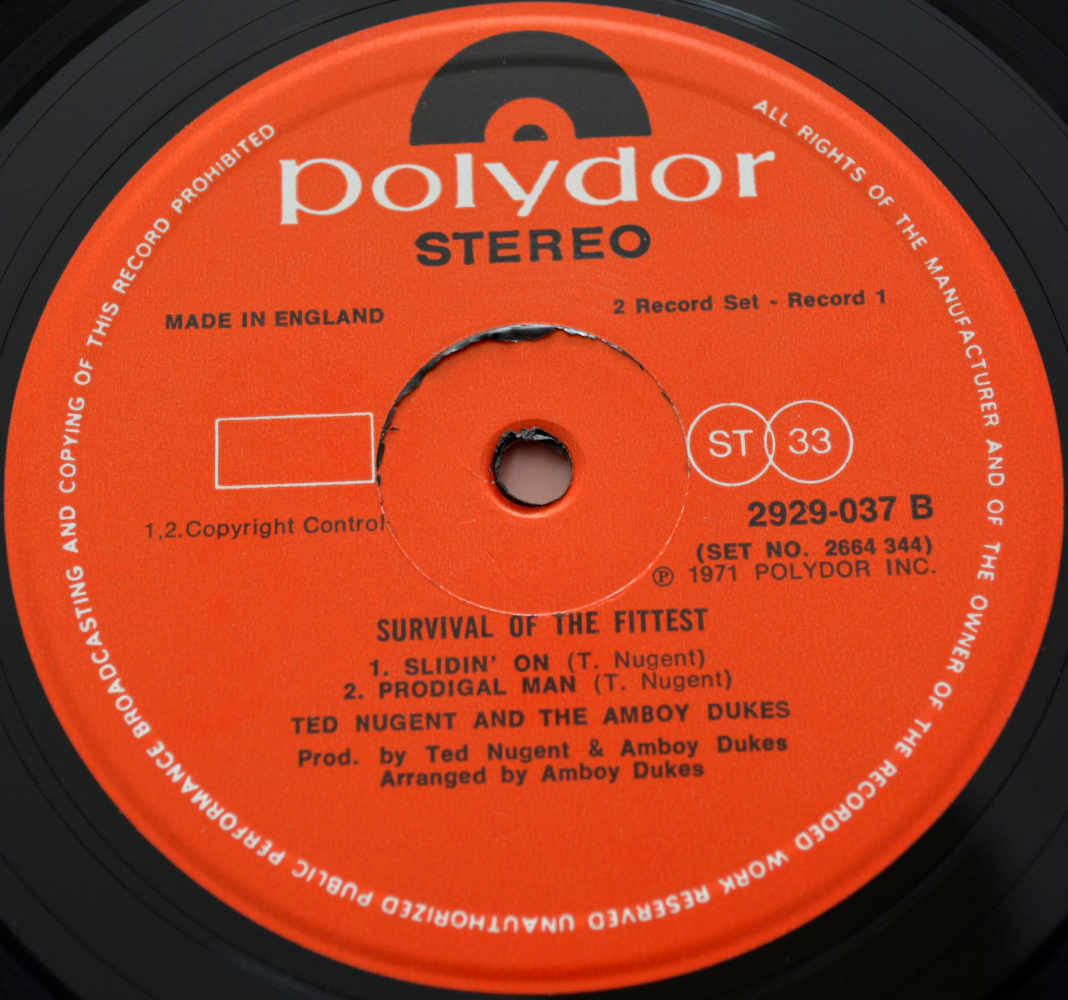 polydor
STEREO
MADE IN ENGLAND
2 Record Set - Record 1
ST 33
2929-037 B
1,2.Copyright Control
(SET NO. 2664 344)
℗ 1971 POLYDOR INC.
SURVIVAL OF THE FITTEST
1. SLIDIN' ON (T. Nugent)
2. PRODIGAL MAN (T. Nugent)
TED NUGENT AND THE AMBOY DUKES
Prod. by Ted Nugent & Amboy Dukes
Arranged by Amboy Dukes
ALL RIGHTS OF THE MANUFACTURER AND OF THE OWNER OF THE RECORDED WORK RESERVED UNAUTHORIZED PUBLIC PERFORMANCE BROADCASTING AND COPYING OF THIS RECORD PROHIBITED